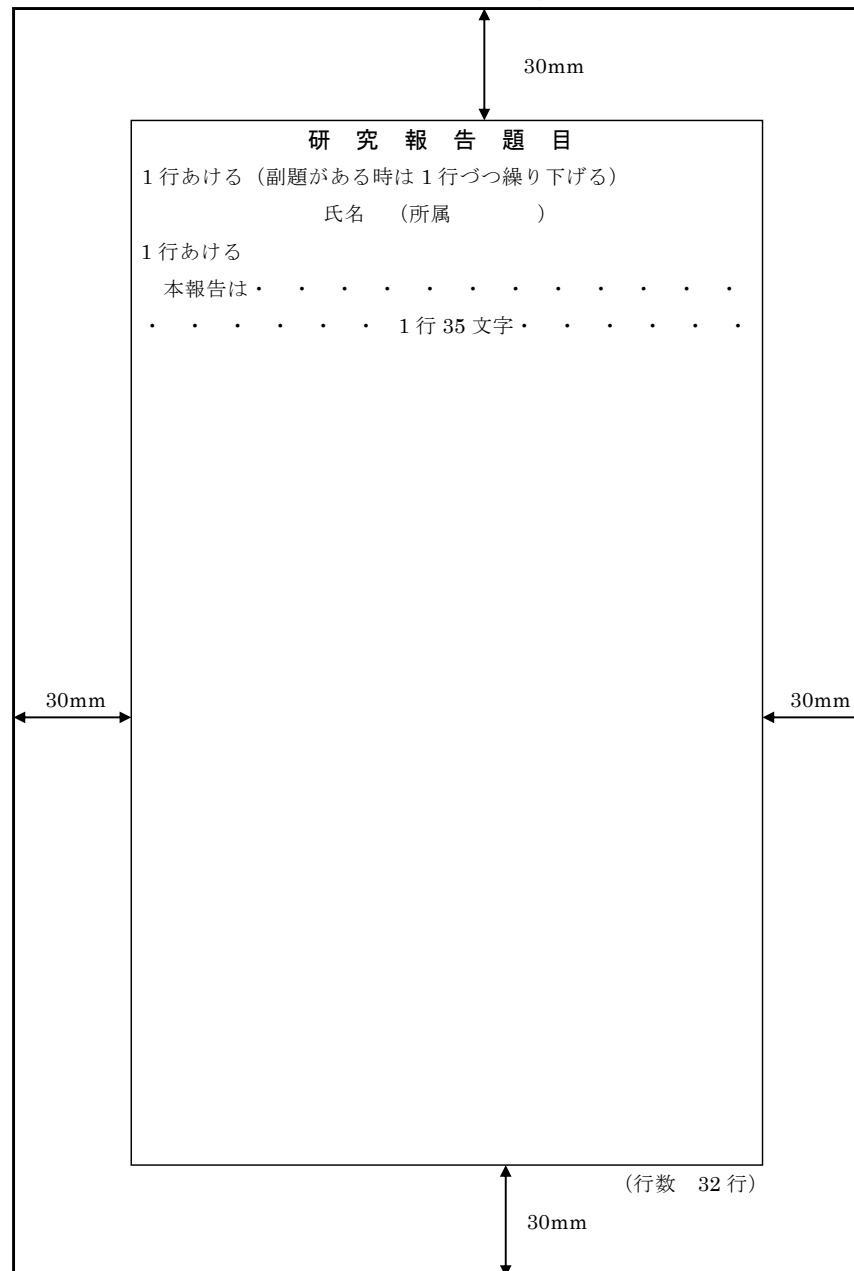 30mm
研 究 報 告 題 目
1 行あける（副題がある時は 1 行づつ繰り下げる）
氏名　（所属　　　　）
1 行あける
本報告は・　・　・　・　・　・　・　・　・　・　・　・
・　・　・　・　・　・　1 行 35 文字・　・　・　・　・　・
30mm
30mm
（行数　32 行）
30mm